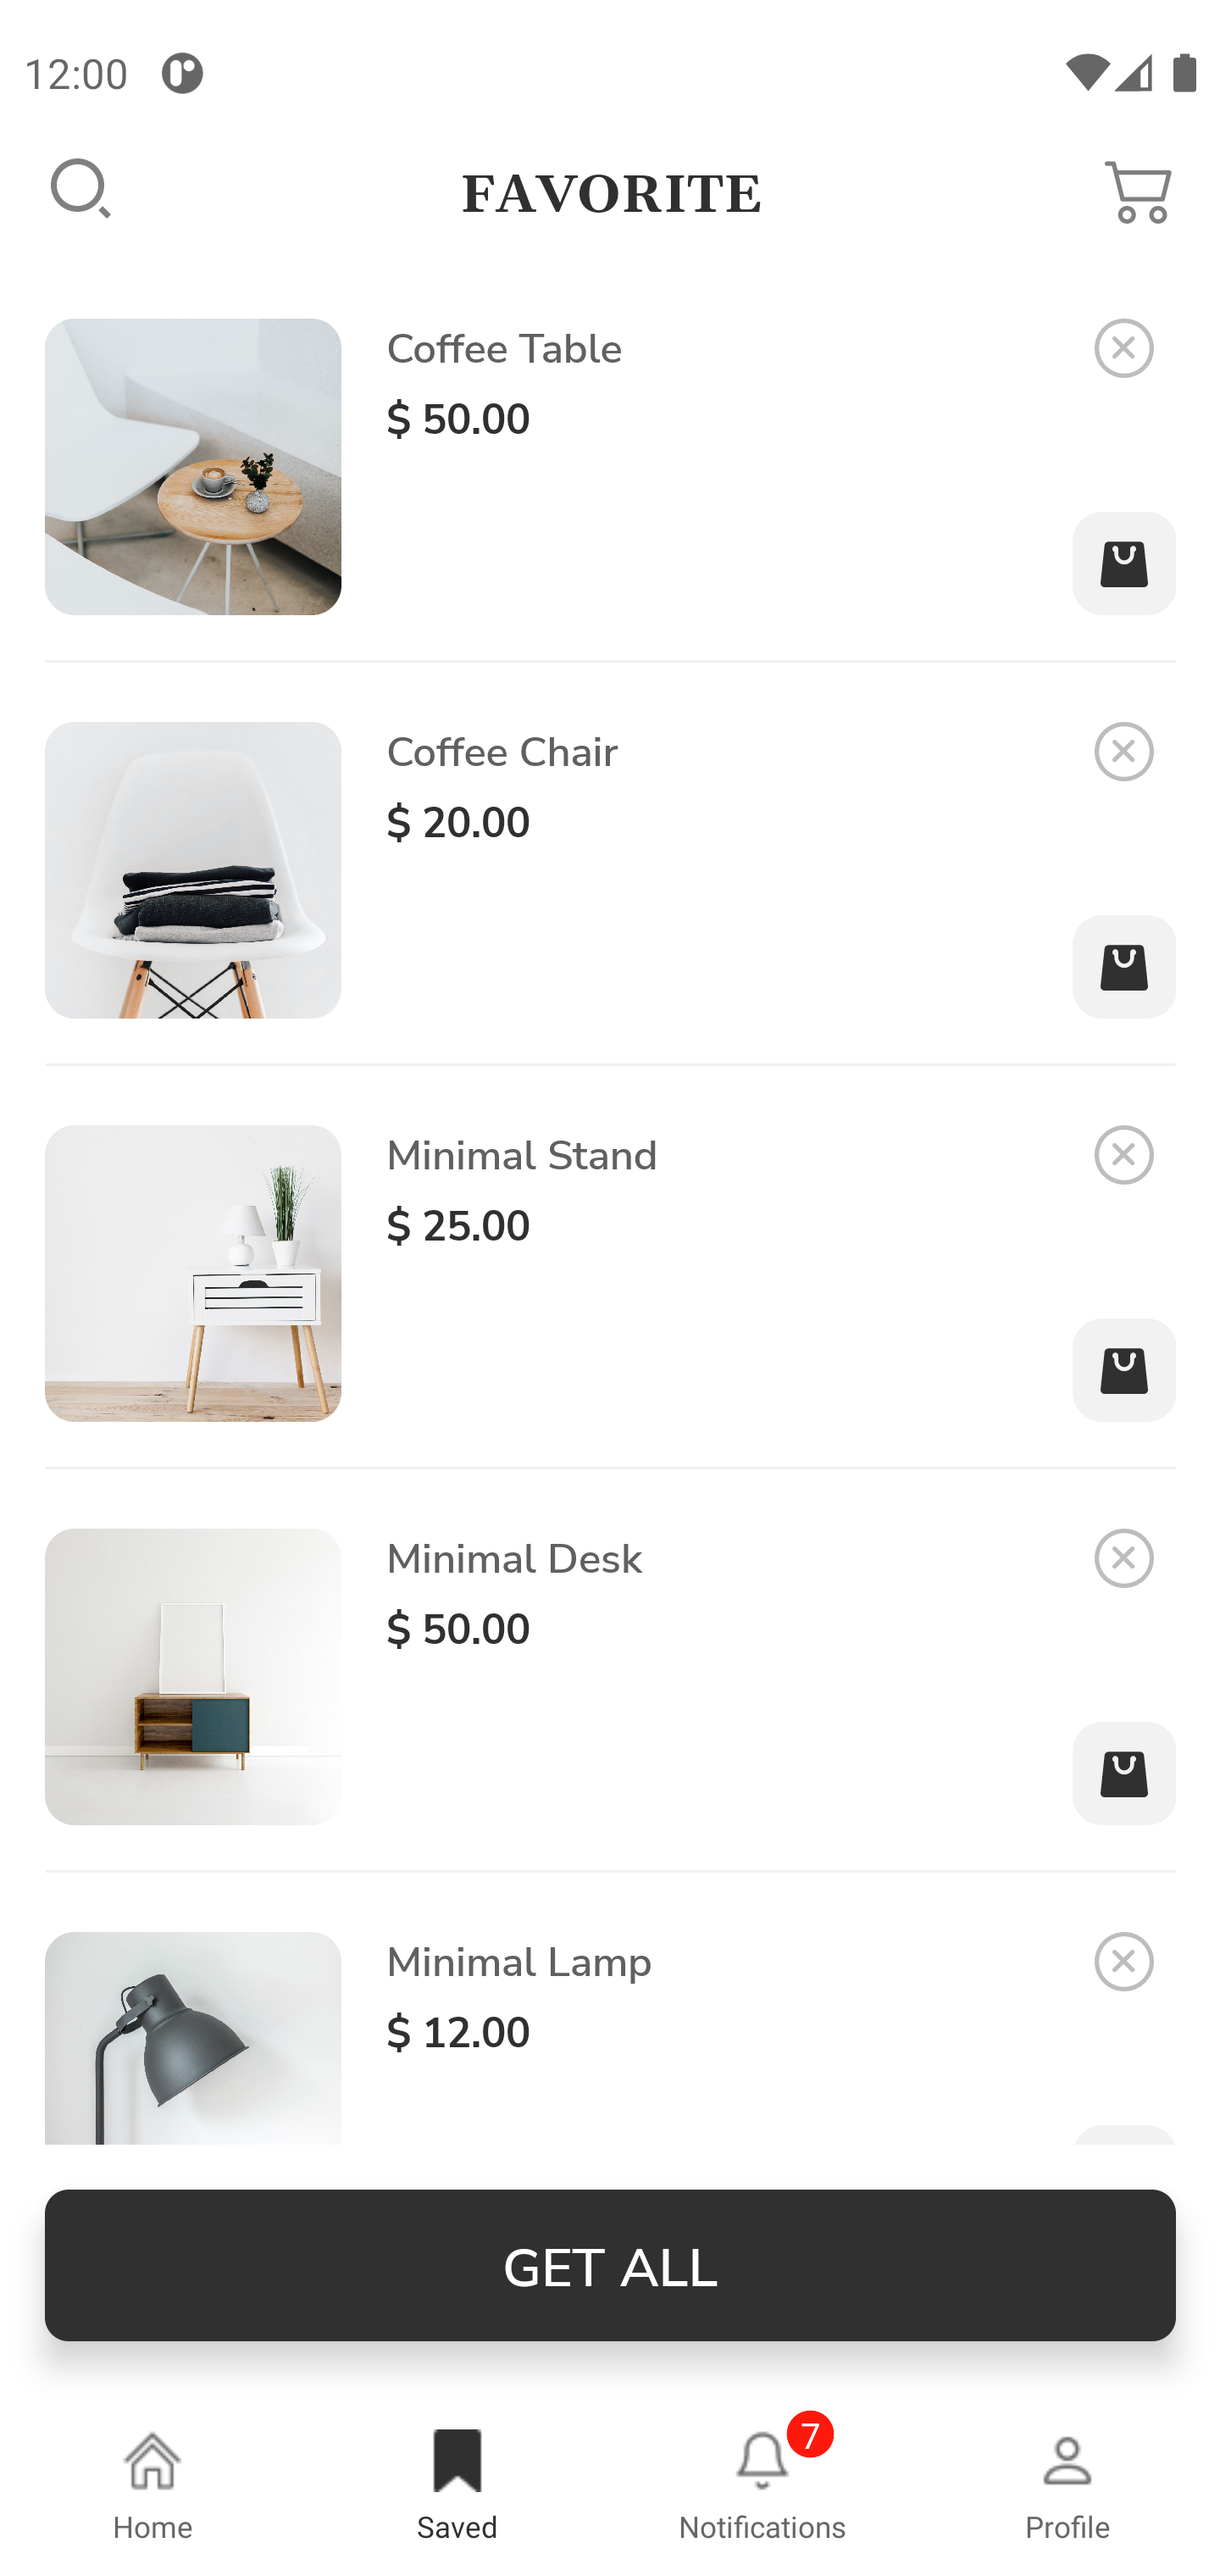 12:00
FAVORITE
Coffee Table
$ 50.00
Coffee Chair
$ 20.00
Minimal Stand
$ 25.00
Minimal Desk
$ 50.00
Minimal Lamp
$ 12.00
GET ALL
7
Home
Saved
Notifications
Profile